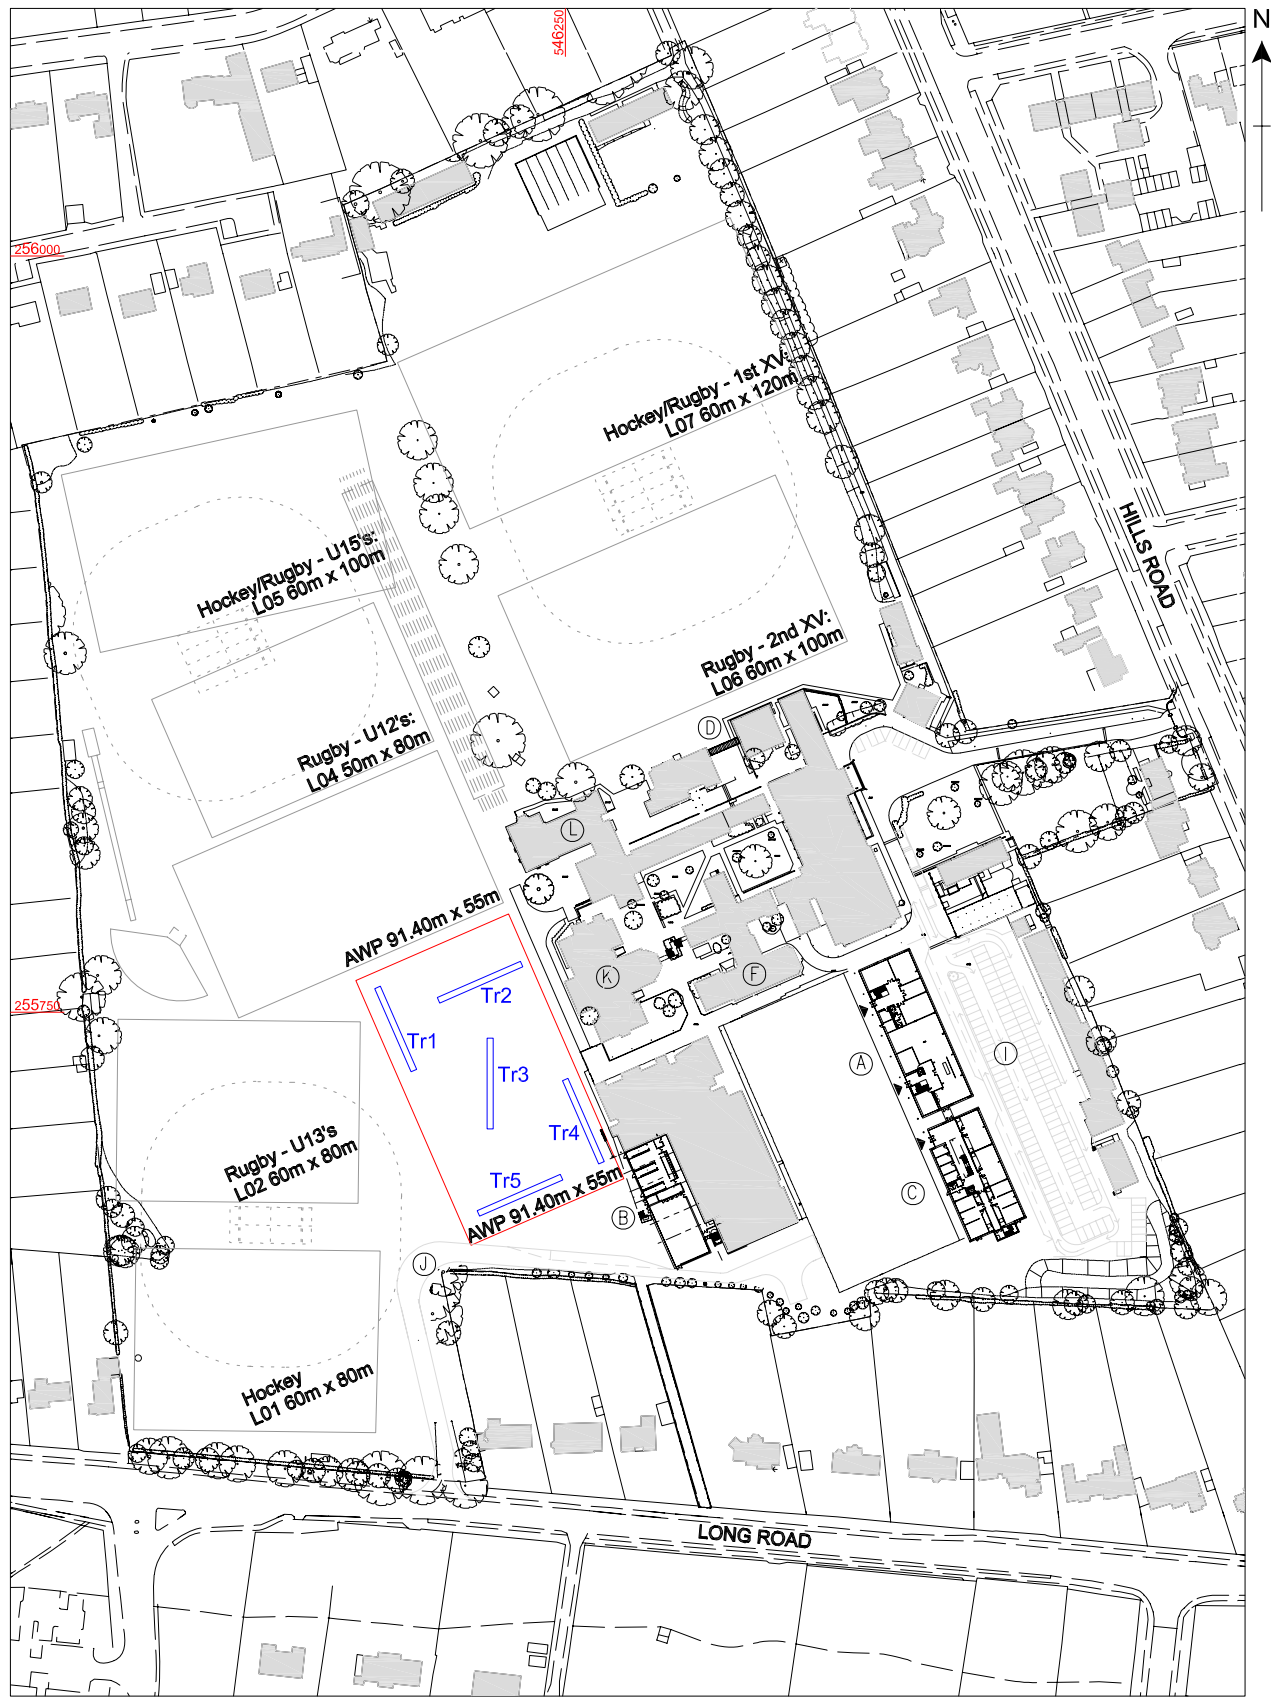 N
546250
256000
Hockey/Rugby - 1st XV:
L07 60m x 120m
HILLS ROAD
Hockey/Rugby - U15's:
L05 60m x 100m
Rugby - 2nd XV:
L06 60m x 100m
Rugby - U12's:
L04 50m x 80m
D
L
AWP 91.40m x 55m
K
F
255750
Tr2
Tr1
Tr3
A
I
Tr4
Rugby - U13's
L02 60m x 80m
Tr5
AWP 91.40m x 55m
B
C
J
Hockey
L01 60m x 80m
LONG ROAD